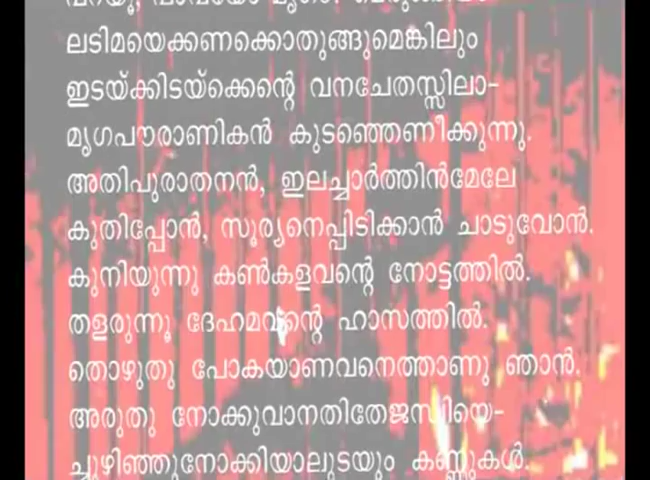 ലടിമയെക്കണക്കൊതുങ്ങുമെങ്കിലും
ഇടയ്ക്കിടയ്ക്കെന്റെ വനചേതസ്സിലാ-
മൃഗപൗരാണികൻ കുടഞ്ഞെണീക്കുന്നു.
അതിപുരാതനൻ, ഇലച്ചാർത്തിൻമേലേ
കുതിപ്പോൻ, സൂര്യനെപ്പിടിക്കാൻ ചാടുവോൻ.
കുനിയുന്നു കൺകളവന്റെ നോട്ടത്തിൽ.
തളരുന്നൂ ദേഹമവന്റെ ഹാസത്തിൽ.
തൊഴുതു പോകയാണവനെത്താണു ഞാൻ.
അരുതു നോക്കുവാനതിതേജസ്വിയെ-
ച്ചുഴിഞ്ഞുനോക്കിയാലുടയും കണ്ണുകൾ.